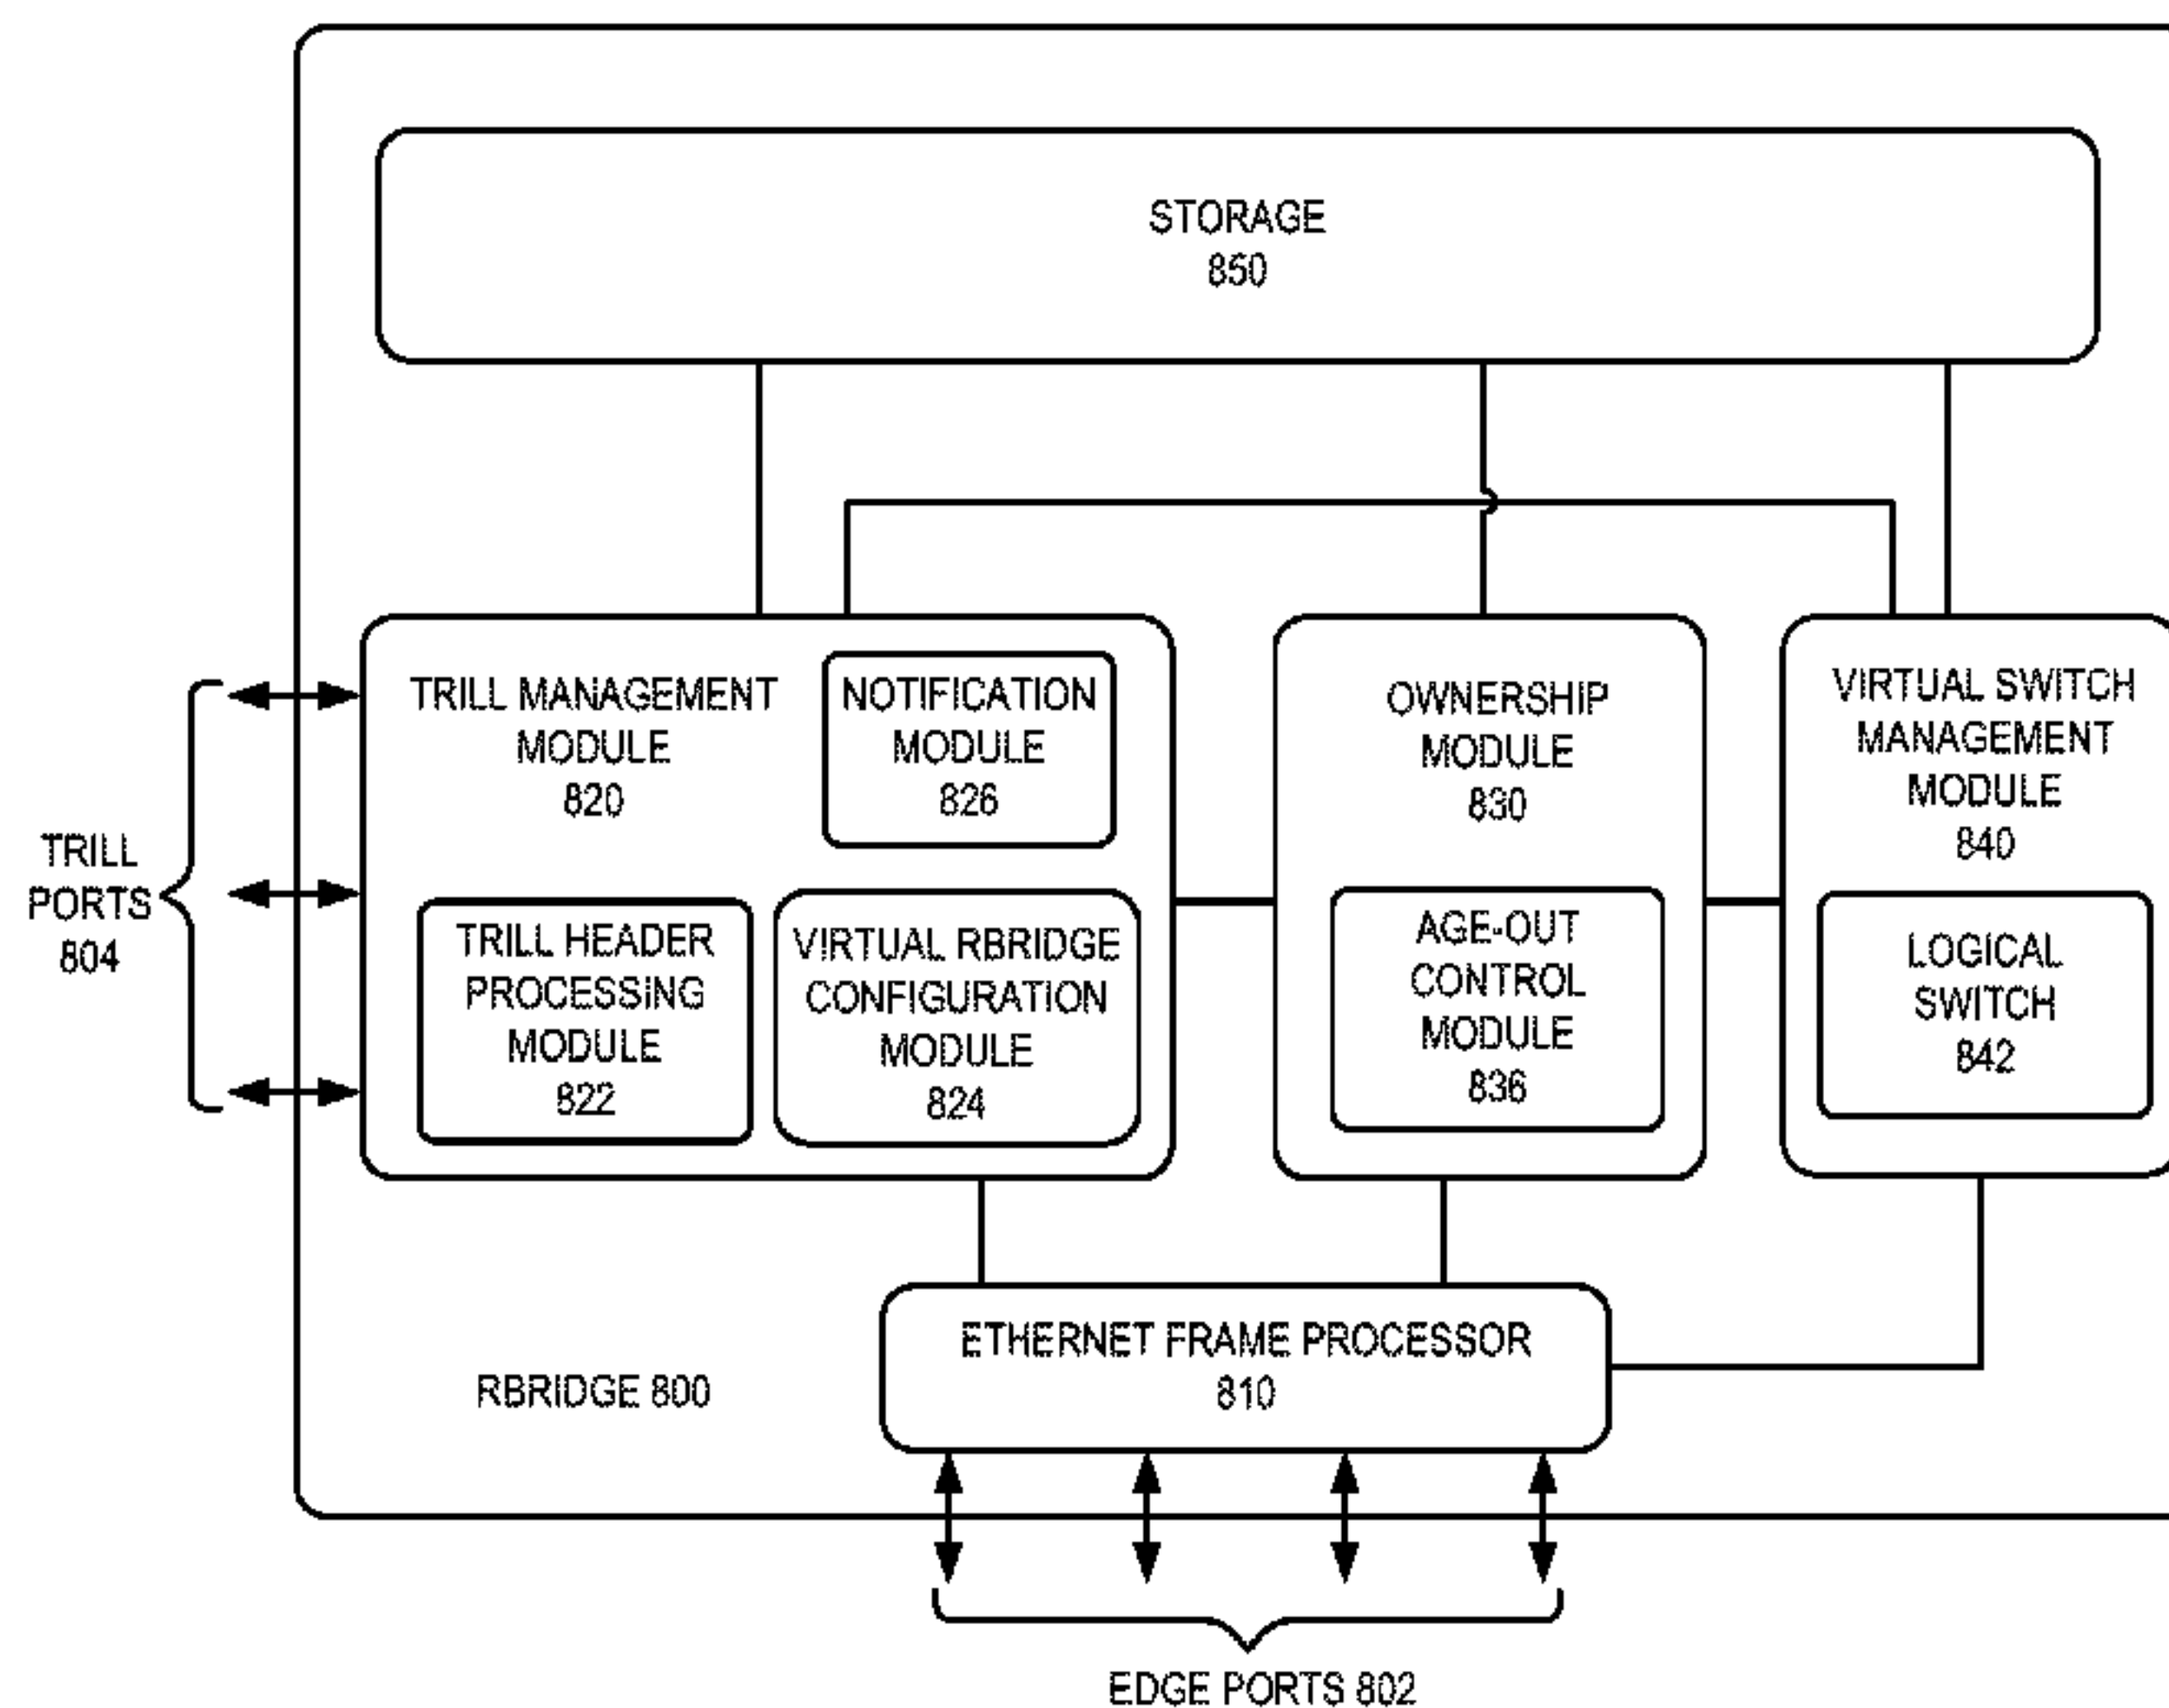 STORAGE
850
TRILL MANAGEMENT
MODULE
820
NOTIFICATION
MODULE
826
OWNERSHIP
MODULE
830
VIRTUAL SWITCH
MANAGEMENT
MODULE
840
TRILL
PORTS
804
TRILL HEADER
PROCESSING
MODULE
822
VIRTUAL RBRIDGE
CONFIGURATION
MODULE
824
AGE-OUT
CONTROL
MODULE
836
LOGICAL
SWITCH
842
ETHERNET FRAME PROCESSOR
810
RBRIDGE 800
EDGE PORTS 802